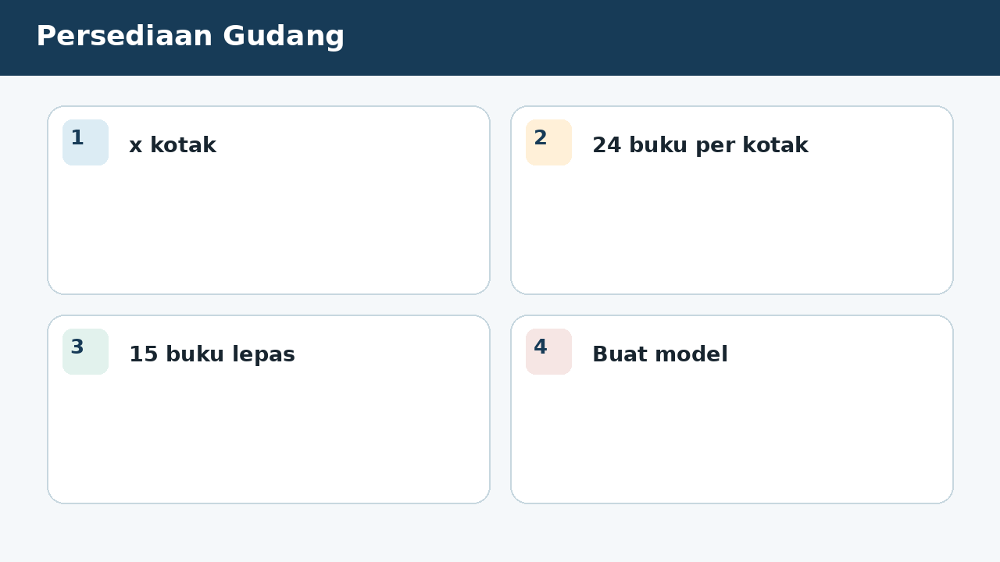 Persediaan Gudang
1
x kotak
2
24 buku per kotak
3
15 buku lepas
4
Buat model